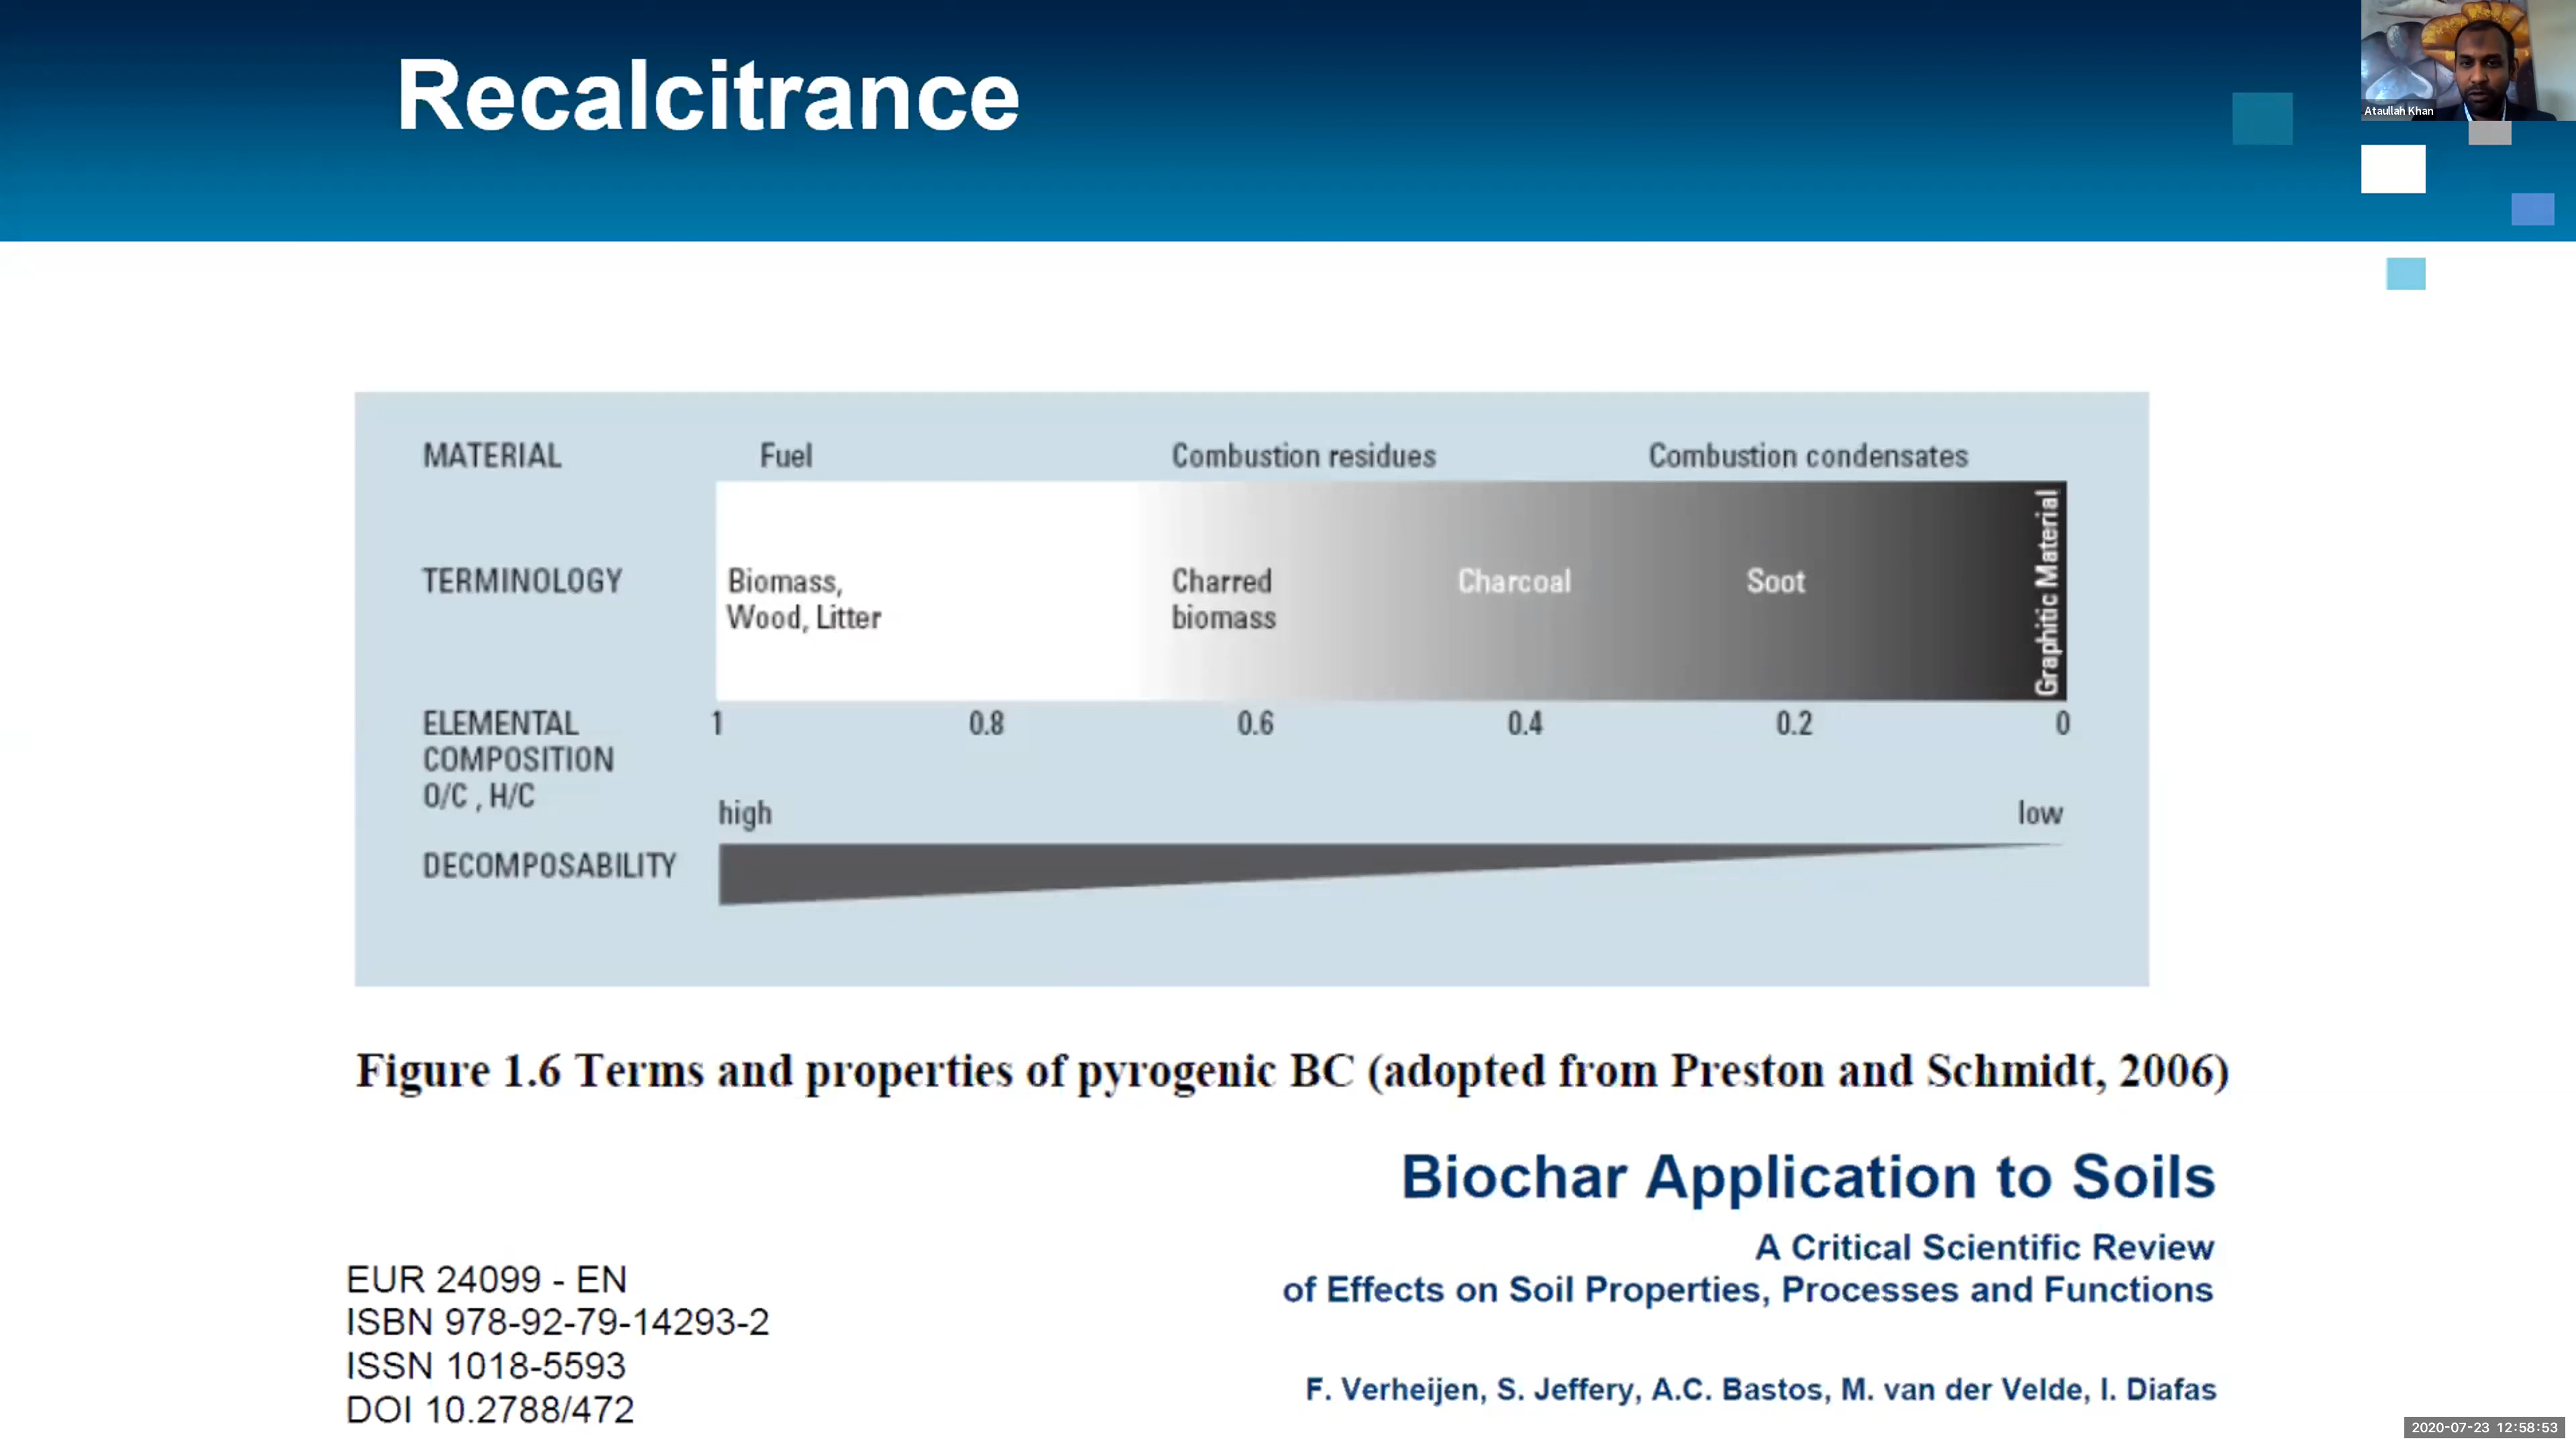 Recalcitrance
Ataullah Khan
MATERIAL Fuel Combustion residues Combustion condensates
TERMINOLOGY Biomass, Charred Charcoal Soot Graphitic Material
Wood, Litter biomass
ELEMENTAL 1 0.8 0.6 0.4 0.2 0
COMPOSITION
O/C , H/C
high low
DECOMPOSABILITY
Figure 1.6 Terms and properties of pyrogenic BC (adopted from Preston and Schmidt, 2006)
Biochar Application to Soils
A Critical Scientific Review
of Effects on Soil Properties, Processes and Functions
F. Verheijen, S. Jeffery, A.C. Bastos, M. van der Velde, I. Diafas
EUR 24099 - EN
ISBN 978-92-79-14293-2
ISSN 1018-5593
DOI 10.2788/472
2020-07-23 12:58:53